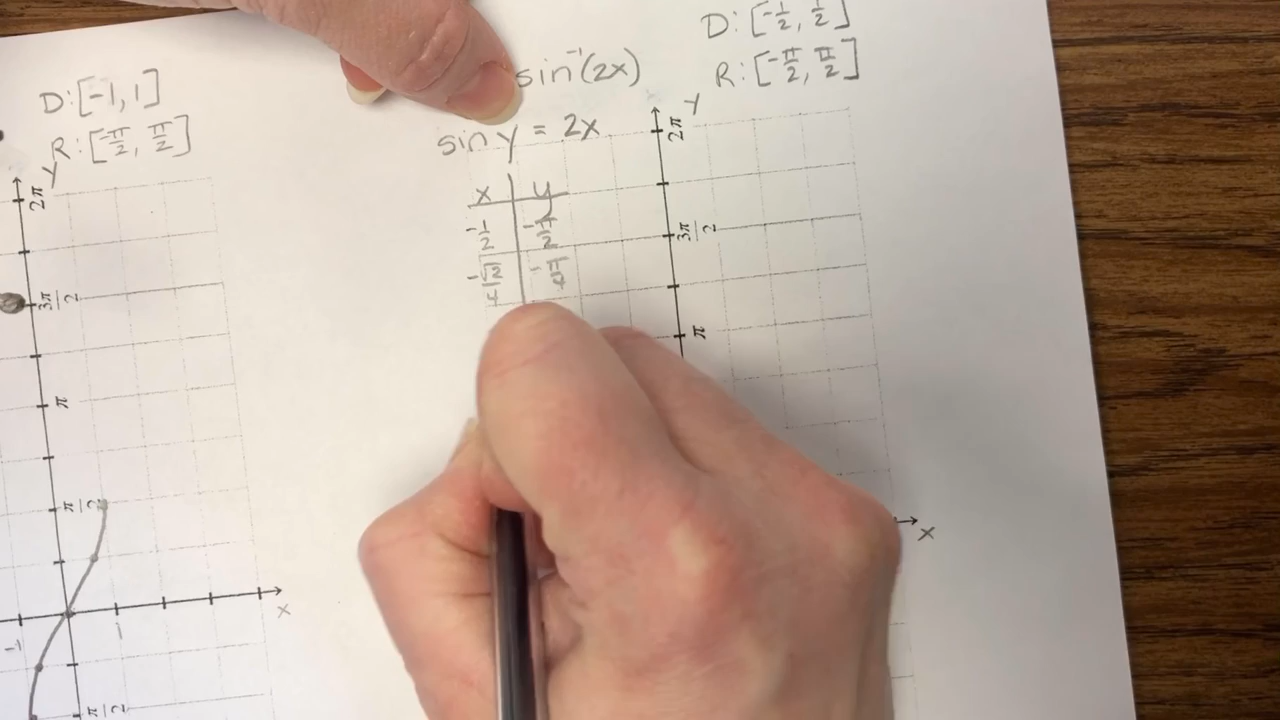 D: [-1, 1]
R: [-π/2, π/2]
y
2π
3π/2
π
π/2
x
1
π/2
sin⁻¹(2x)
D: [-1/2, 1/2]
R: [-π/2, π/2]
sin y = 2x
x | y
-1/2 | -π/2
-√2/4 | -π/4
y
2π
3π/2
π
x